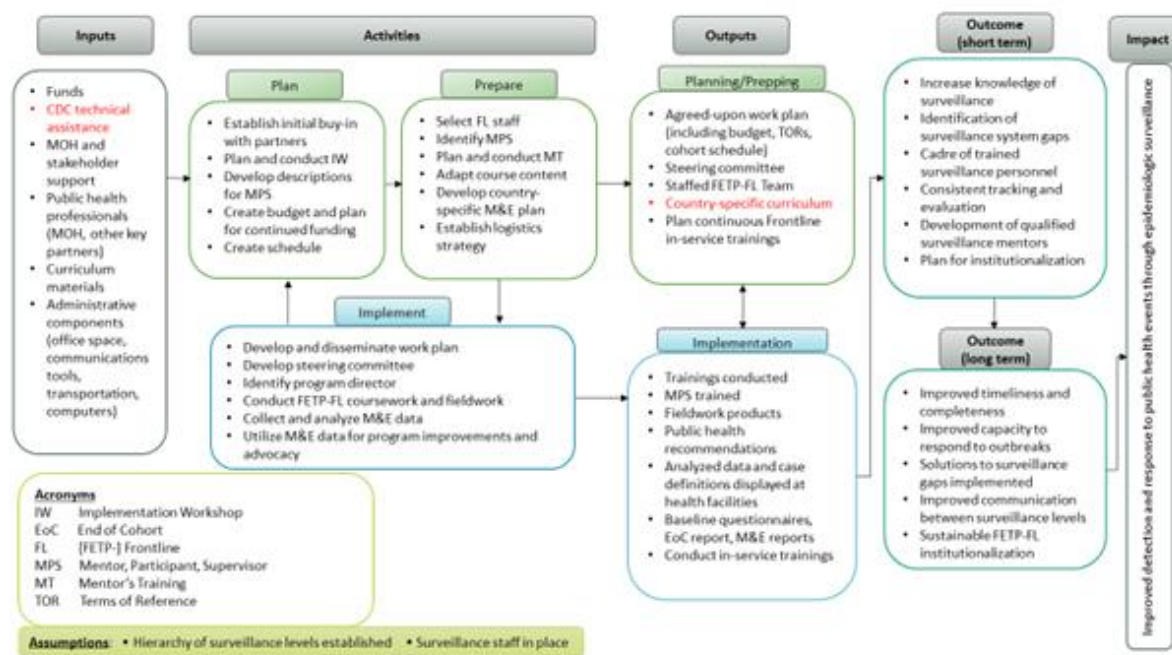 Inputs
Funds
CDC technical
assistance
MOH and
stakeholder
support
Public health
professionals
(MOH, other key
partners)
Curriculum
materials
Administrative
components
(office space,
communications
tools,
transportation,
computers)
Activities
Plan
Establish initial buy-in
with partners
Plan and conduct IW
Develop descriptions
for MPS
Create budget and plan
for continued funding
Create schedule
Prepare
Select FL staff
Identify MPS
Plan and conduct MT
Adapt course content
Develop country-
specific M&E plan
Establish logistics
strategy
Implement
Develop and disseminate work plan
Develop steering committee
Identify program director
Conduct FETP-FL coursework and fieldwork
Collect and analyze M&E data
Utilize M&E data for program improvements and
advocacy
Outputs
Planning/Prepping
Agreed-upon work plan
(including budget, TORs,
cohort schedule)
Steering committee
Staffed FETP-FL Team
Country-specific curriculum
Plan continuous Frontline
in-service trainings
Implementation
Trainings conducted
MPS trained
Fieldwork products
Public health
recommendations
Analyzed data and case
definitions displayed at
health facilities
Baseline questionnaires,
EoC report, M&E reports
Conduct in-service trainings
Outcome
(short term)
Increase knowledge of
surveillance
Identification of
surveillance system gaps
Cadre of trained
surveillance personnel
Consistent tracking and
evaluation
Development of qualified
surveillance mentors
Plan for institutionalization
Outcome
(long term)
Improved timeliness and
completeness
Improved capacity to
respond to outbreaks
Solutions to surveillance
gaps implemented
Improved communication
between surveillance levels
Sustainable FETP-FL
institutionalization
Impact
Improved detection and response to public health events through epidemiologic surveillance
Acronyms
IW Implementation Workshop
EoC End of Cohort
FL [FETP-] Frontline
MPS Mentor, Participant, Supervisor
MT Mentor's Training
TOR Terms of Reference
Assumptions: • Hierarchy of surveillance levels established • Surveillance staff in place